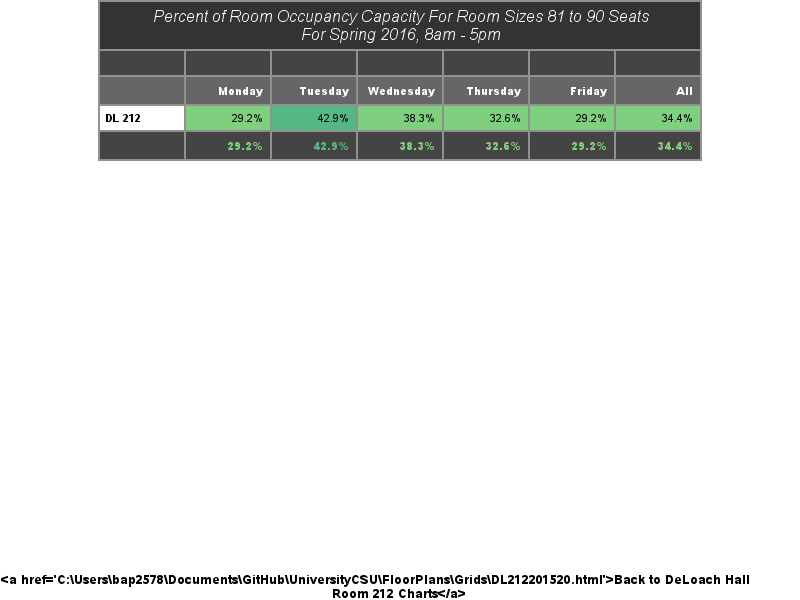 Percent of Room Occupancy Capacity For Room Sizes 81 to 90 Seats
For Spring 2016, 8am - 5pm
Monday Tuesday Wednesday Thursday Friday All
DL 212 29.2% 42.9% 38.3% 32.6% 29.2% 34.4%
29.2% 42.9% 38.3% 32.6% 29.2% 34.4%
<a href='C:\Users\bap2578\Documents\GitHub\UniversityCSU\FloorPlans\Grids\DL212201520.html'>Back to DeLoach Hall
Room 212 Charts</a>